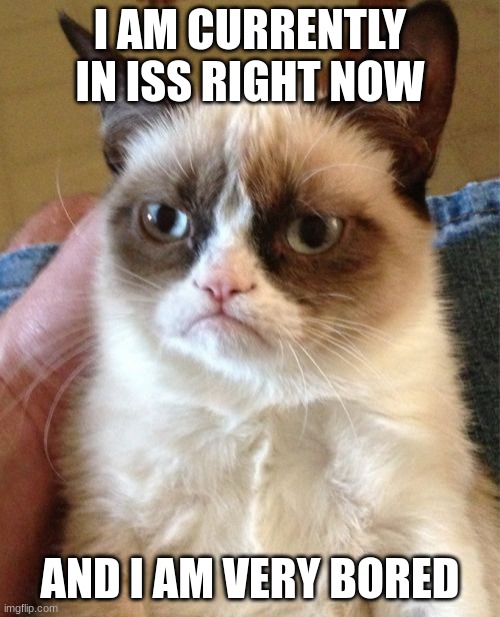 I AM CURRENTLY
IN ISS RIGHT NOW
AND I AM VERY BORED
imgflip.com